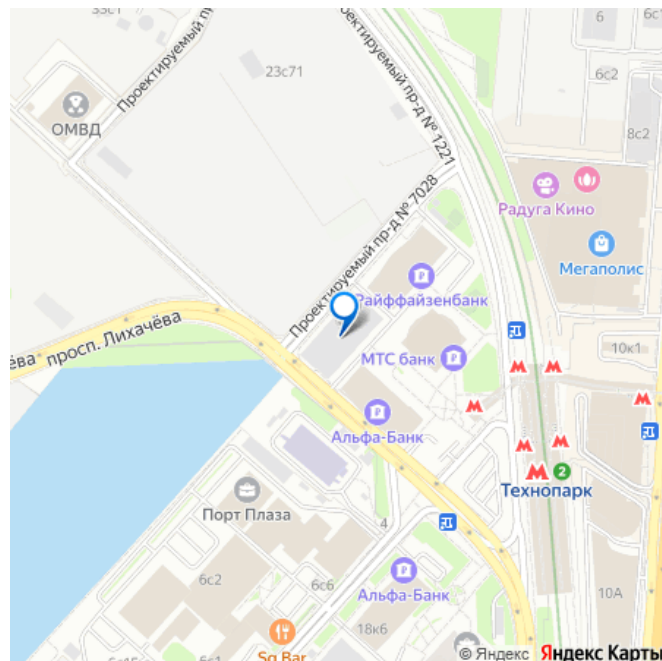 33с1
6
Проектируемый пр-д
23с71
Проектируемый пр-д № 1221
6с2
ОМВД
8с2
Радуга Кино
Проектируемый пр-д № 7028
Мегаполис
Райффайзенбанк
просп. Лихачёва
10к1
МТС банк
Альфа-Банк
2
Технопарк
Порт Плаза
4
6с2
6с6
Альфа-Банк
10А
18к6
Sg Bar
6с1
© Яндекс Яндекс Карты